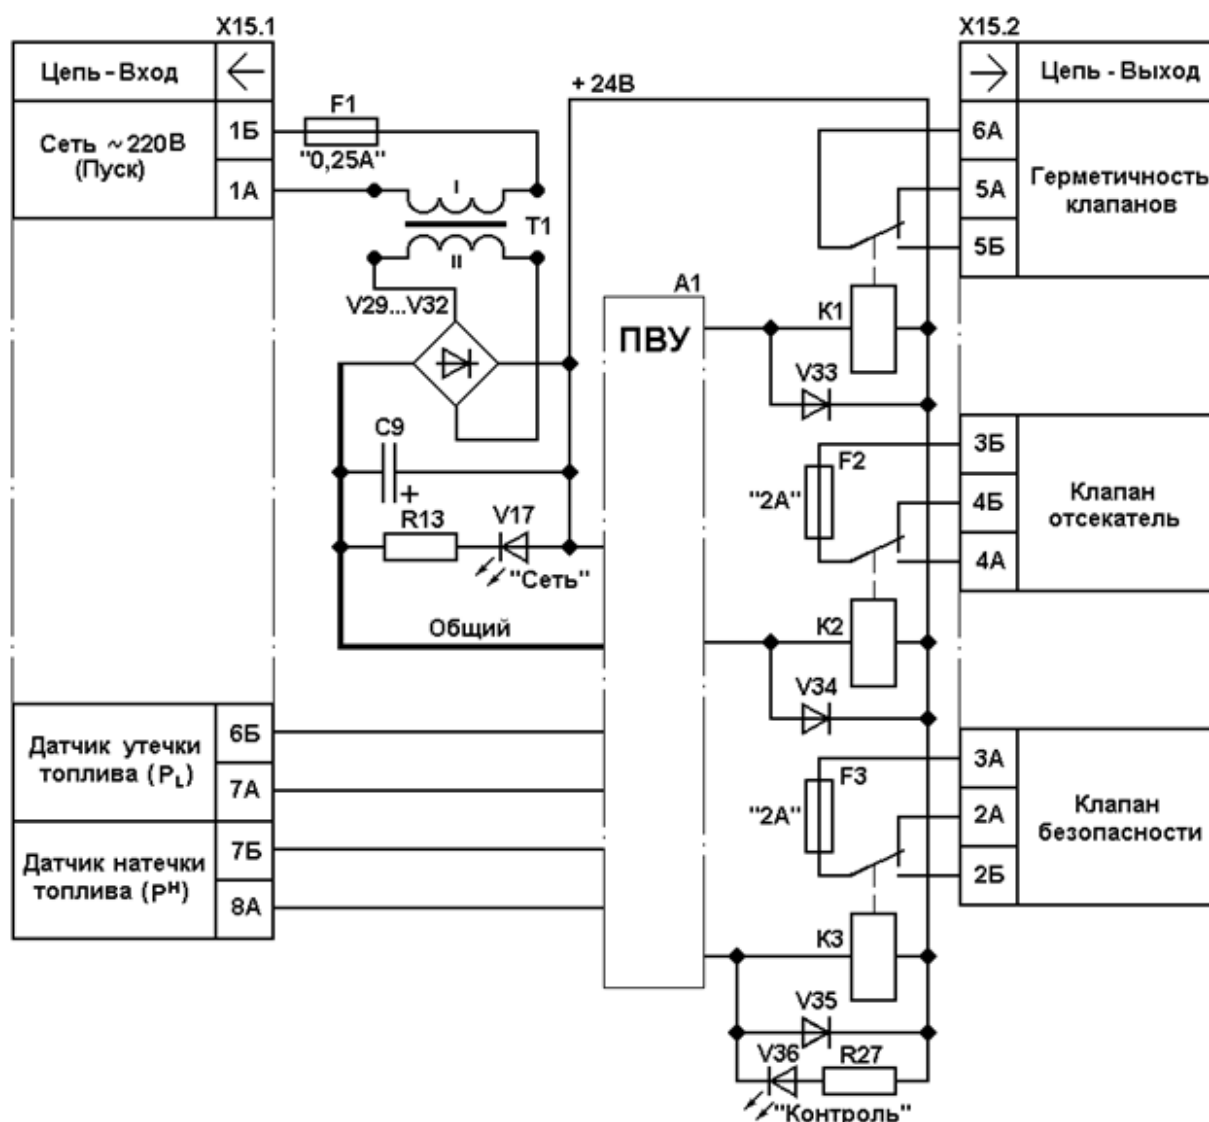 X15.1
Цепь - Вход
Сеть ~ 220В
(Пуск)
1Б
1А
F1
"0,25А"
I
T1
II
V29...V32
+ 24В
C9
+
R13
V17
"Сеть"
Общий
Датчик утечки
топлива (PL)
6Б
7А
Датчик натечки
топлива (PН)
7Б
8А
A1
ПВУ
K1
V33
F2
"2А"
K2
V34
F3
"2А"
K3
V35
V36
R27
"Контроль"
X15.2
Цепь - Выход
6А
5А
5Б
Герметичность
клапанов
3Б
4Б
4А
Клапан
отсекатель
3А
2А
2Б
Клапан
безопасности